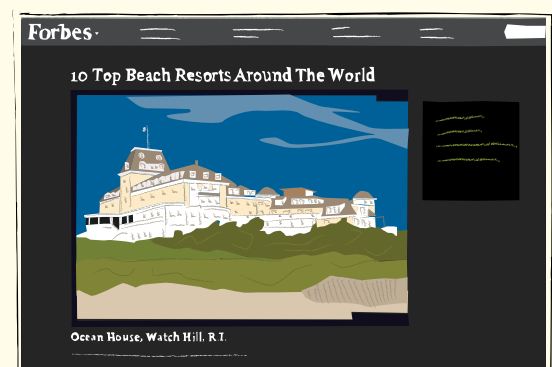 Forbes·
10 Top Beach Resorts Around The World
Ocean House, Watch Hill, R.I.